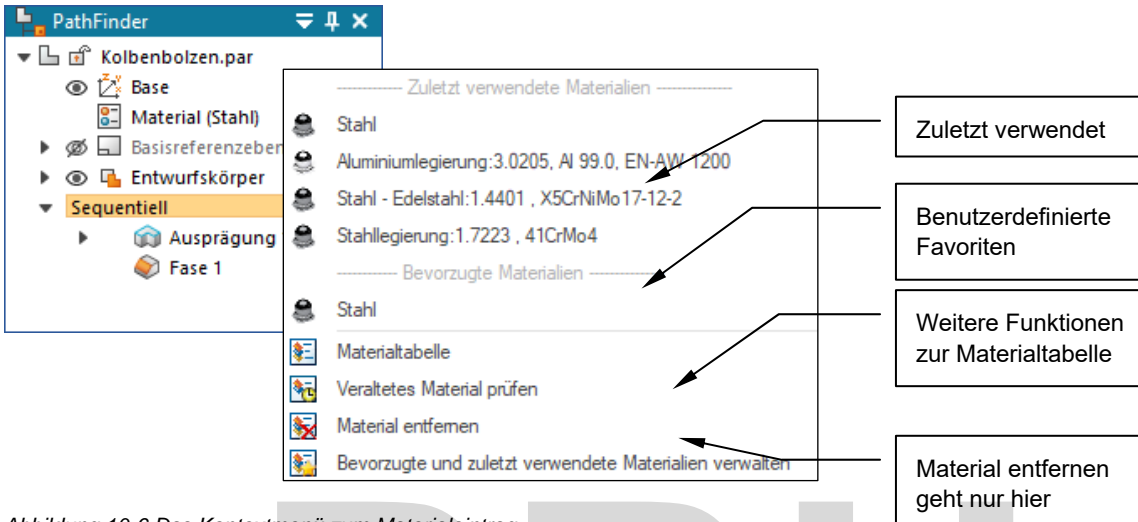 PathFinder
Kolbenbolzen.par
Base
Material (Stahl)
Basisreferenzeben
Entwurfskörper
Sequentiell
Ausprägung
Fase 1
------------- Zuletzt verwendete Materialien ---------------
Stahl
Aluminiumlegierung:3.0205, Al 99.0, EN-AW 1200
Stahl - Edelstahl:1.4401 , X5CrNiMo17-12-2
Stahllegierung:1.7223 , 41CrMo4
------------ Bevorzugte Materialien ---------------
Stahl
Materialtabelle
Veraltetes Material prüfen
Material entfernen
Bevorzugte und zuletzt verwendete Materialien verwalten
Zuletzt verwendet
Benutzerdefinierte
Favoriten
Weitere Funktionen
zur Materialtabelle
Material entfernen
geht nur hier